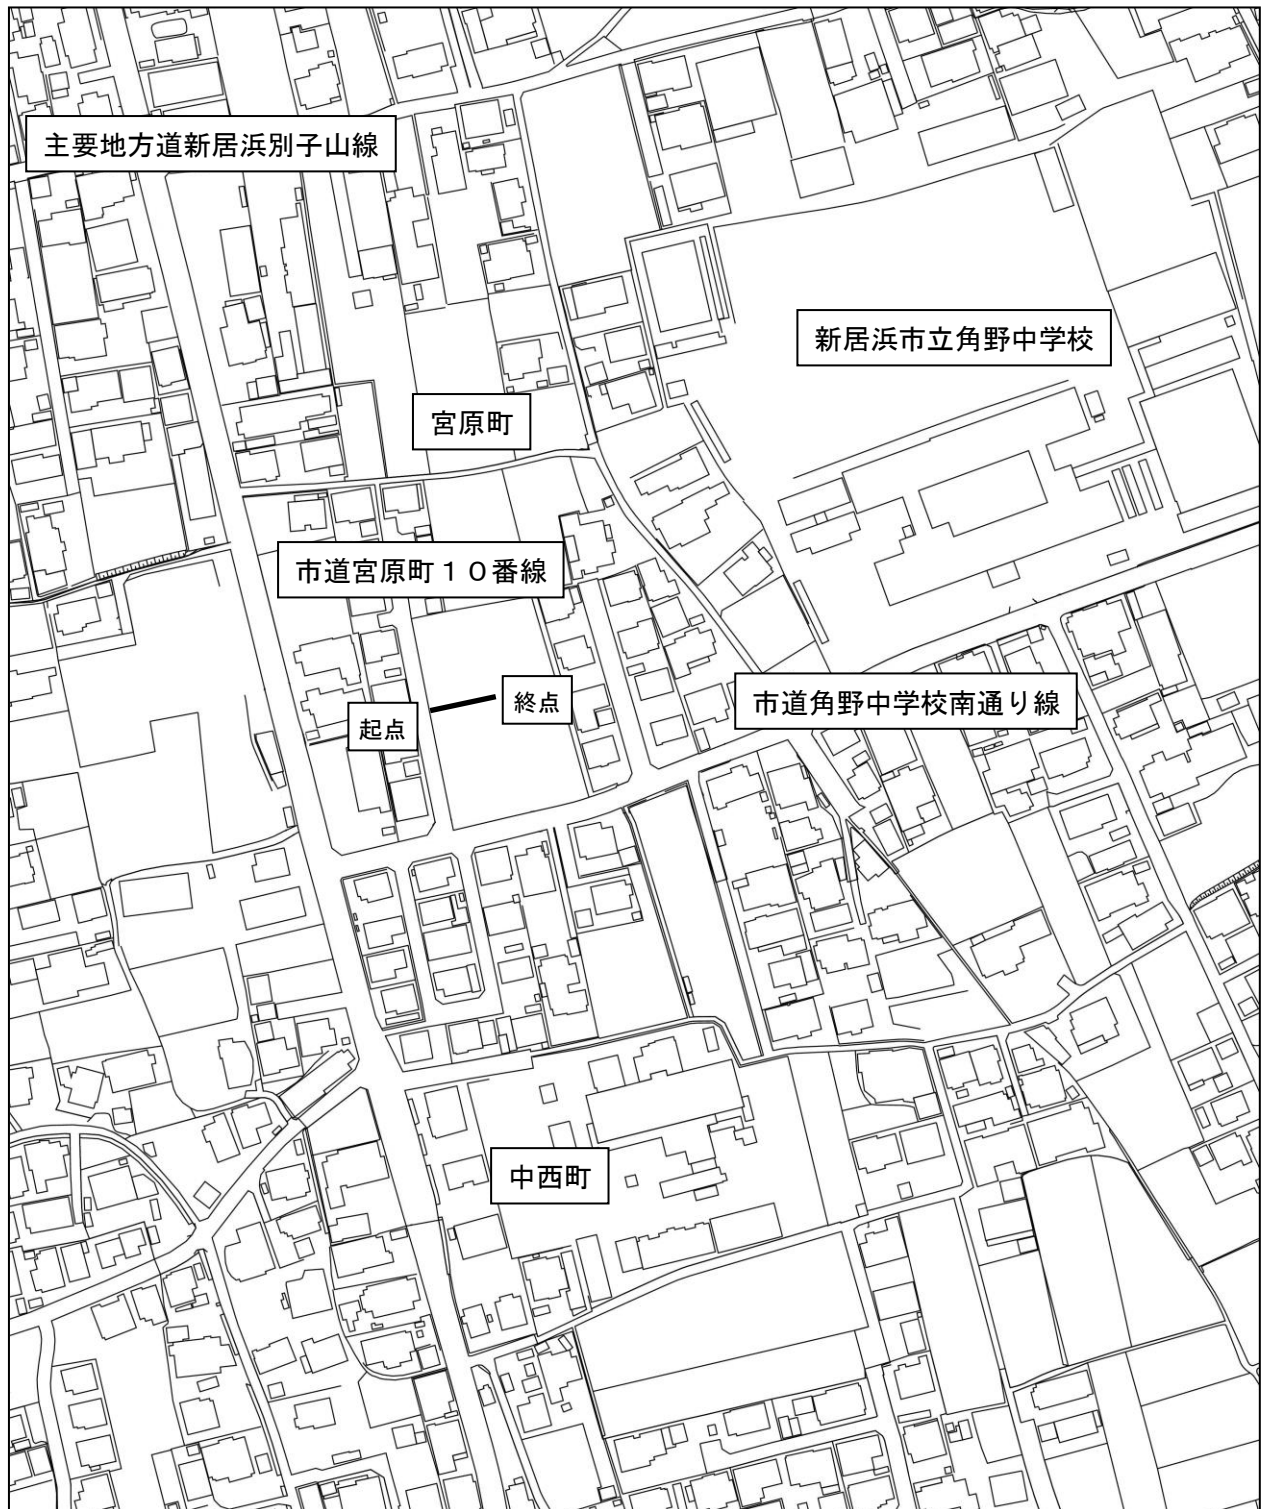 主要地方道新居浜別子山線
新居浜市立角野中学校
宮原町
市道宮原町１０番線
終点
市道角野中学校南通り線
起点
中西町